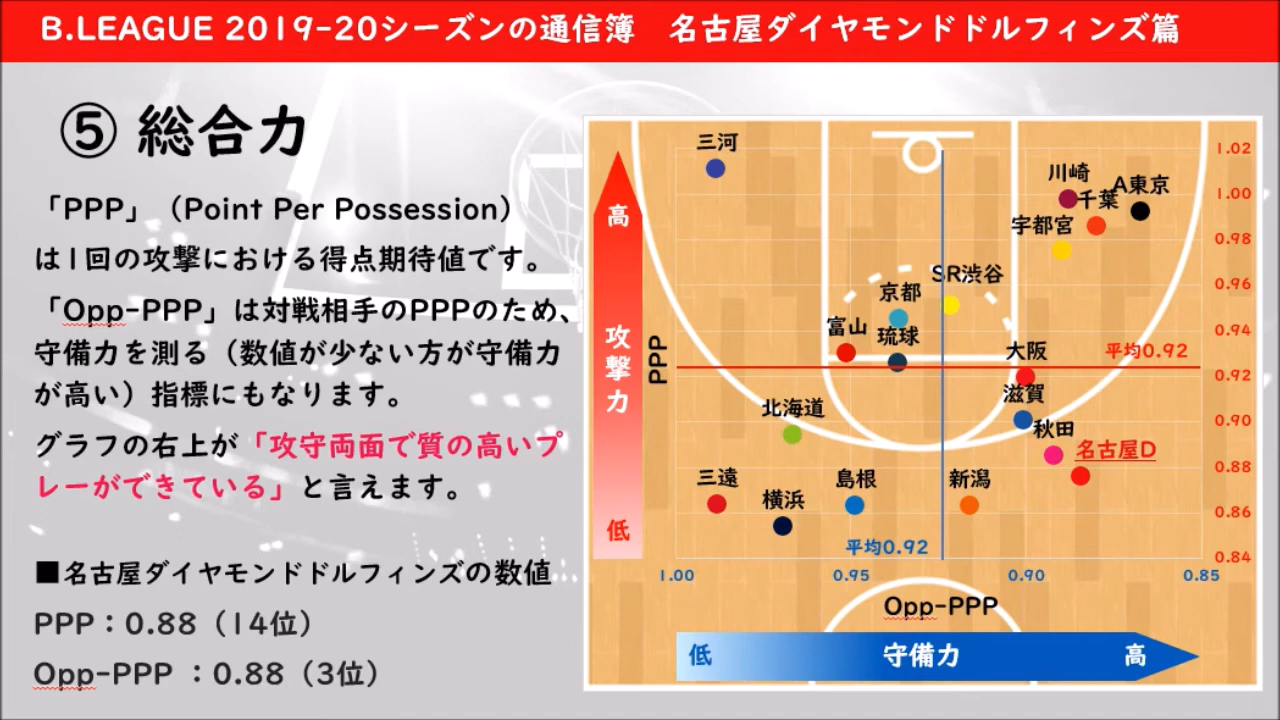 B.LEAGUE 2019-20シーズンの通信簿　名古屋ダイヤモンドドルフィンズ篇
⑤ 総合力
「PPP」（Point Per Possession）
は1回の攻撃における得点期待値です。
「Opp-PPP」は対戦相手のPPPのため、
守備力を測る（数値が少ない方が守備力
が高い）指標にもなります。
グラフの右上が「攻守両面で質の高いプ
レーができている」と言えます。
■名古屋ダイヤモンドドルフィンズの数値
PPP：0.88（14位）
Opp-PPP ：0.88（3位）
高
攻撃力
低
PPP
三河
川崎
千葉
A東京
宇都宮
SR渋谷
京都
富山
琉球
大阪
平均0.92
滋賀
北海道
秋田
名古屋D
三遠
横浜
島根
新潟
平均0.92
1.02
1.00
0.98
0.96
0.94
0.92
0.90
0.88
0.86
0.84
1.00
0.95
0.90
0.85
Opp-PPP
低
守備力
高